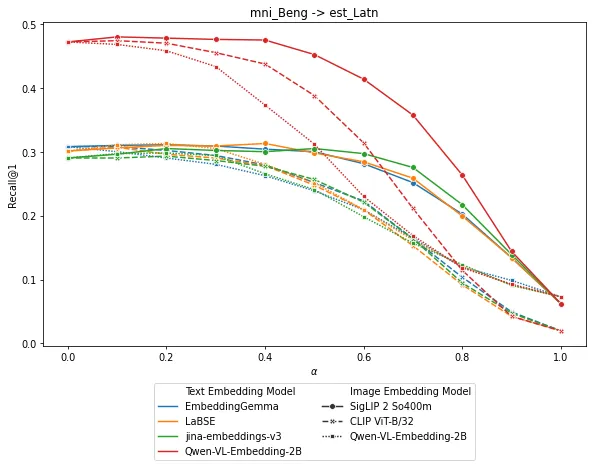 mni_Beng -> est_Latn
Recall@1
0.5
0.4
0.3
0.2
0.1
0.0
0.0 0.2 0.4 0.6 0.8 1.0
α
Text Embedding Model
EmbeddingGemma
LaBSE
jina-embeddings-v3
Qwen-VL-Embedding-2B
Image Embedding Model
SigLIP 2 So400m
CLIP ViT-B/32
Qwen-VL-Embedding-2B